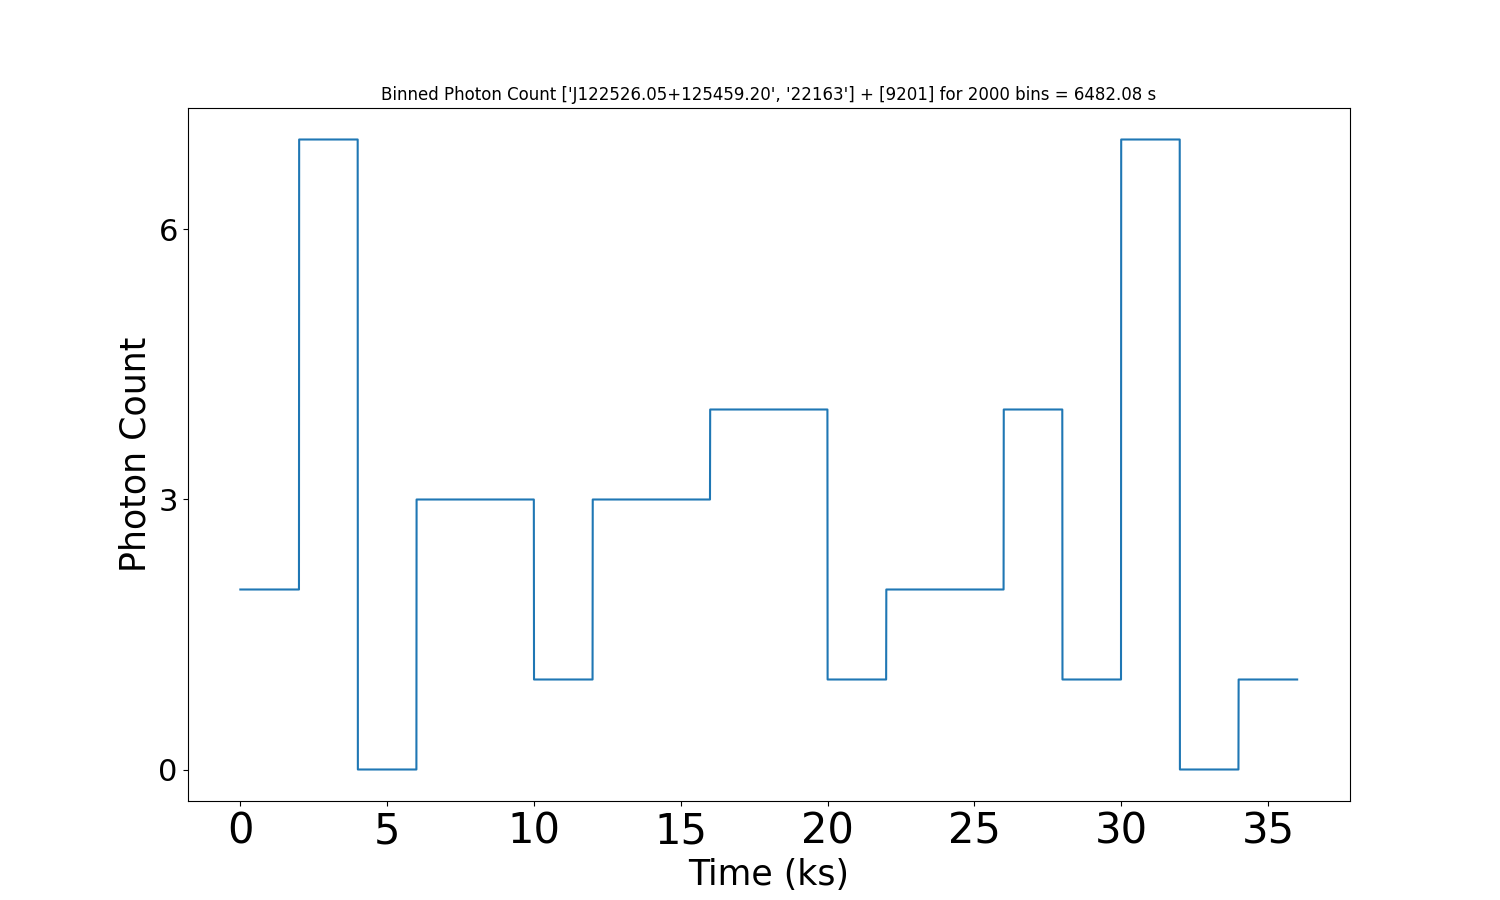 Binned Photon Count ['J122526.05+125459.20', '22163'] + [9201] for 2000 bins = 6482.08 s
6
3
0
Photon Count
0 5 10 15 20 25 30 35
Time (ks)